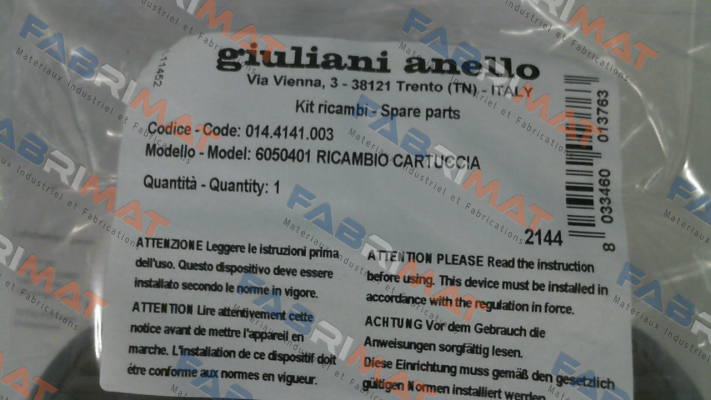 giuliani anello
Via Vienna, 3 - 38121 Trento (TN) - ITALY
Kit ricambi - Spare parts
Codice - Code: 014.4141.003
Modello - Model: 6050401 RICAMBIO CARTUCCIA
Quantità - Quantity: 1
11452
8 033460 013763
2144
ATTENZIONE Leggere le istruzioni prima
dell'uso. Questo dispositivo deve essere
installato secondo le norme in vigore.
ATTENTION Lire attentivement cette
notice avant de mettre l'appareil en
marche. L'installation de ce dispositif doit
étre conforme aux normes en vigueur.
ATTENTION PLEASE Read the instruction
before using. This device must be installed in
accordance with the regulation in force.
ACHTUNG Vor dem Gebrauch die
Anweisungen sorgfältig lesen.
Diese Einrichtung muss gemäß den gesetzlich
gültigen Normen installiert werden
FABRIMAT
Materiaux Industriel et Fabrications